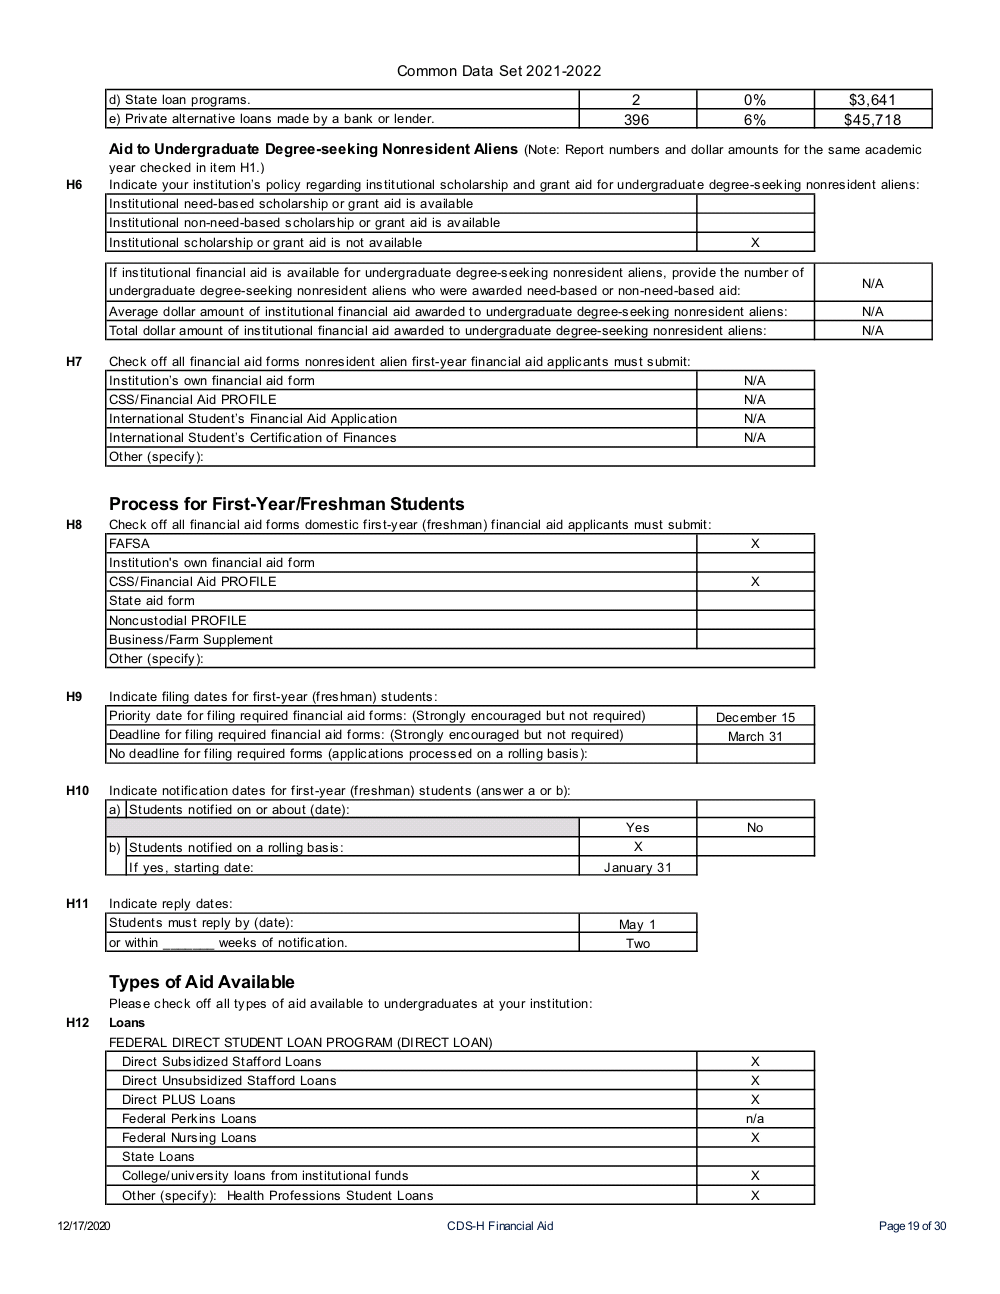 Common Data Set 2021-2022
d) State loan programs. 2 0% $3,641
e) Private alternative loans made by a bank or lender. 396 6% $45,718
Aid to Undergraduate Degree-seeking Nonresident Aliens (Note: Report numbers and dollar amounts for the same academic
year checked in item H1.)
H6 Indicate your institution's policy regarding institutional scholarship and grant aid for undergraduate degree-seeking nonresident aliens:
Institutional need-based scholarship or grant aid is available
Institutional non-need-based scholarship or grant aid is available
Institutional scholarship or grant aid is not available X
If institutional financial aid is available for undergraduate degree-seeking nonresident aliens, provide the number of
undergraduate degree-seeking nonresident aliens who were awarded need-based or non-need-based aid: N/A
Average dollar amount of institutional financial aid awarded to undergraduate degree-seeking nonresident aliens: N/A
Total dollar amount of institutional financial aid awarded to undergraduate degree-seeking nonresident aliens: N/A
H7 Check off all financial aid forms nonresident alien first-year financial aid applicants must submit:
Institution's own financial aid form N/A
CSS/Financial Aid PROFILE N/A
International Student's Financial Aid Application N/A
International Student's Certification of Finances N/A
Other (specify):
Process for First-Year/Freshman Students
H8 Check off all financial aid forms domestic first-year (freshman) financial aid applicants must submit:
FAFSA X
Institution's own financial aid form
CSS/Financial Aid PROFILE X
State aid form
Noncustodial PROFILE
Business/Farm Supplement
Other (specify):
H9 Indicate filing dates for first-year (freshman) students:
Priority date for filing required financial aid forms: (Strongly encouraged but not required) December 15
Deadline for filing required financial aid forms: (Strongly encouraged but not required) March 31
No deadline for filing required forms (applications processed on a rolling basis):
H10 Indicate notification dates for first-year (freshman) students (answer a or b):
a) Students notified on or about (date):
Yes No
b) Students notified on a rolling basis: X
If yes, starting date: January 31
H11 Indicate reply dates:
Students must reply by (date): May 1
or within _______ weeks of notification. Two
Types of Aid Available
Please check off all types of aid available to undergraduates at your institution:
H12 Loans
FEDERAL DIRECT STUDENT LOAN PROGRAM (DIRECT LOAN)
Direct Subsidized Stafford Loans X
Direct Unsubsidized Stafford Loans X
Direct PLUS Loans X
Federal Perkins Loans n/a
Federal Nursing Loans X
State Loans
College/university loans from institutional funds X
Other (specify): Health Professions Student Loans X
12/17/2020 CDS-H Financial Aid Page 19 of 30